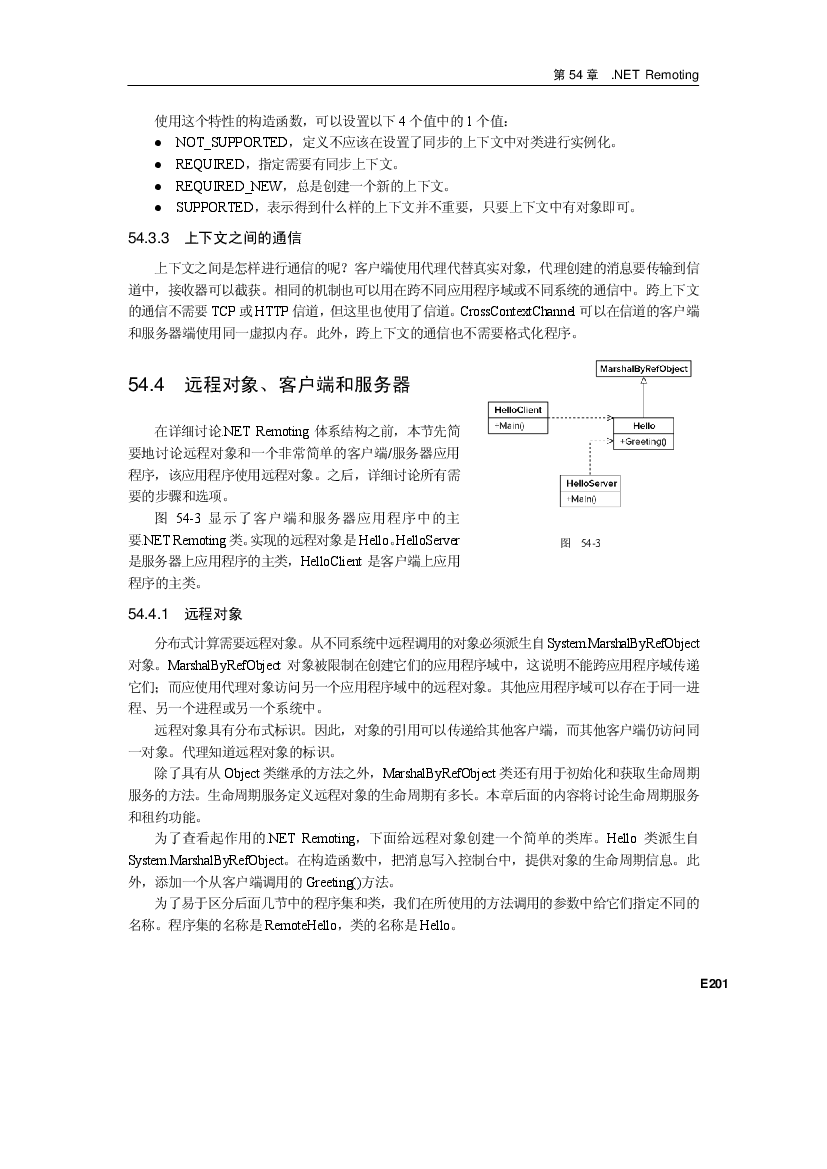 第 54 章 .NET Remoting
使用这个特性的构造函数，可以设置以下 4 个值中的 1 个值：
● NOT_SUPPORTED，定义不应该在设置了同步的上下文中对类进行实例化。
● REQUIRED，指定需要有同步上下文。
● REQUIRED_NEW，总是创建一个新的上下文。
● SUPPORTED，表示得到什么样的上下文并不重要，只要上下文中有对象即可。
54.3.3 上下文之间的通信
上下文之间是怎样进行通信的呢？客户端使用代理代替真实对象，代理创建的消息要传输到信
道中，接收器可以截获。相同的机制也可以用在跨不同应用程序域或不同系统的通信中。跨上下文
的通信不需要 TCP 或 HTTP 信道，但这里也使用了信道。CrossContextChannel 可以在信道的客户端
和服务器端使用同一虚拟内存。此外，跨上下文的通信也不需要格式化程序。
54.4 远程对象、客户端和服务器
在详细讨论.NET Remoting 体系结构之前，本节先简
要地讨论远程对象和一个非常简单的客户端/服务器应用
程序，该应用程序使用远程对象。之后，详细讨论所有需
要的步骤和选项。
图 54-3 显示了客户端和服务器应用程序中的主
要.NET Remoting 类。实现的远程对象是 Hello。HelloServer
是服务器上应用程序的主类，HelloClient 是客户端上应用
程序的主类。
MarshalByRefObject
HelloClient
+Main()
Hello
+Greeting()
HelloServer
+Main()
图 54-3
54.4.1 远程对象
分布式计算需要远程对象。从不同系统中远程调用的对象必须派生自 System.MarshalByRefObject
对象。MarshalByRefObject 对象被限制在创建它们的应用程序域中，这说明不能跨应用程序域传递
它们；而应使用代理对象访问另一个应用程序域中的远程对象。其他应用程序域可以存在于同一进
程、另一个进程或另一个系统中。
远程对象具有分布式标识。因此，对象的引用可以传递给其他客户端，而其他客户端仍访问同
一对象。代理知道远程对象的标识。
除了具有从 Object 类继承的方法之外，MarshalByRefObject 类还有用于初始化和获取生命周期
服务的方法。生命周期服务定义远程对象的生命周期有多长。本章后面的内容将讨论生命周期服务
和租约功能。
为了查看起作用的.NET Remoting，下面给远程对象创建一个简单的类库。Hello 类派生自
System.MarshalByRefObject。在构造函数中，把消息写入控制台中，提供对象的生命周期信息。此
外，添加一个从客户端调用的 Greeting()方法。
为了易于区分后面几节中的程序集和类，我们在所使用的方法调用的参数中给它们指定不同的
名称。程序集的名称是 RemoteHello，类的名称是 Hello。
E201